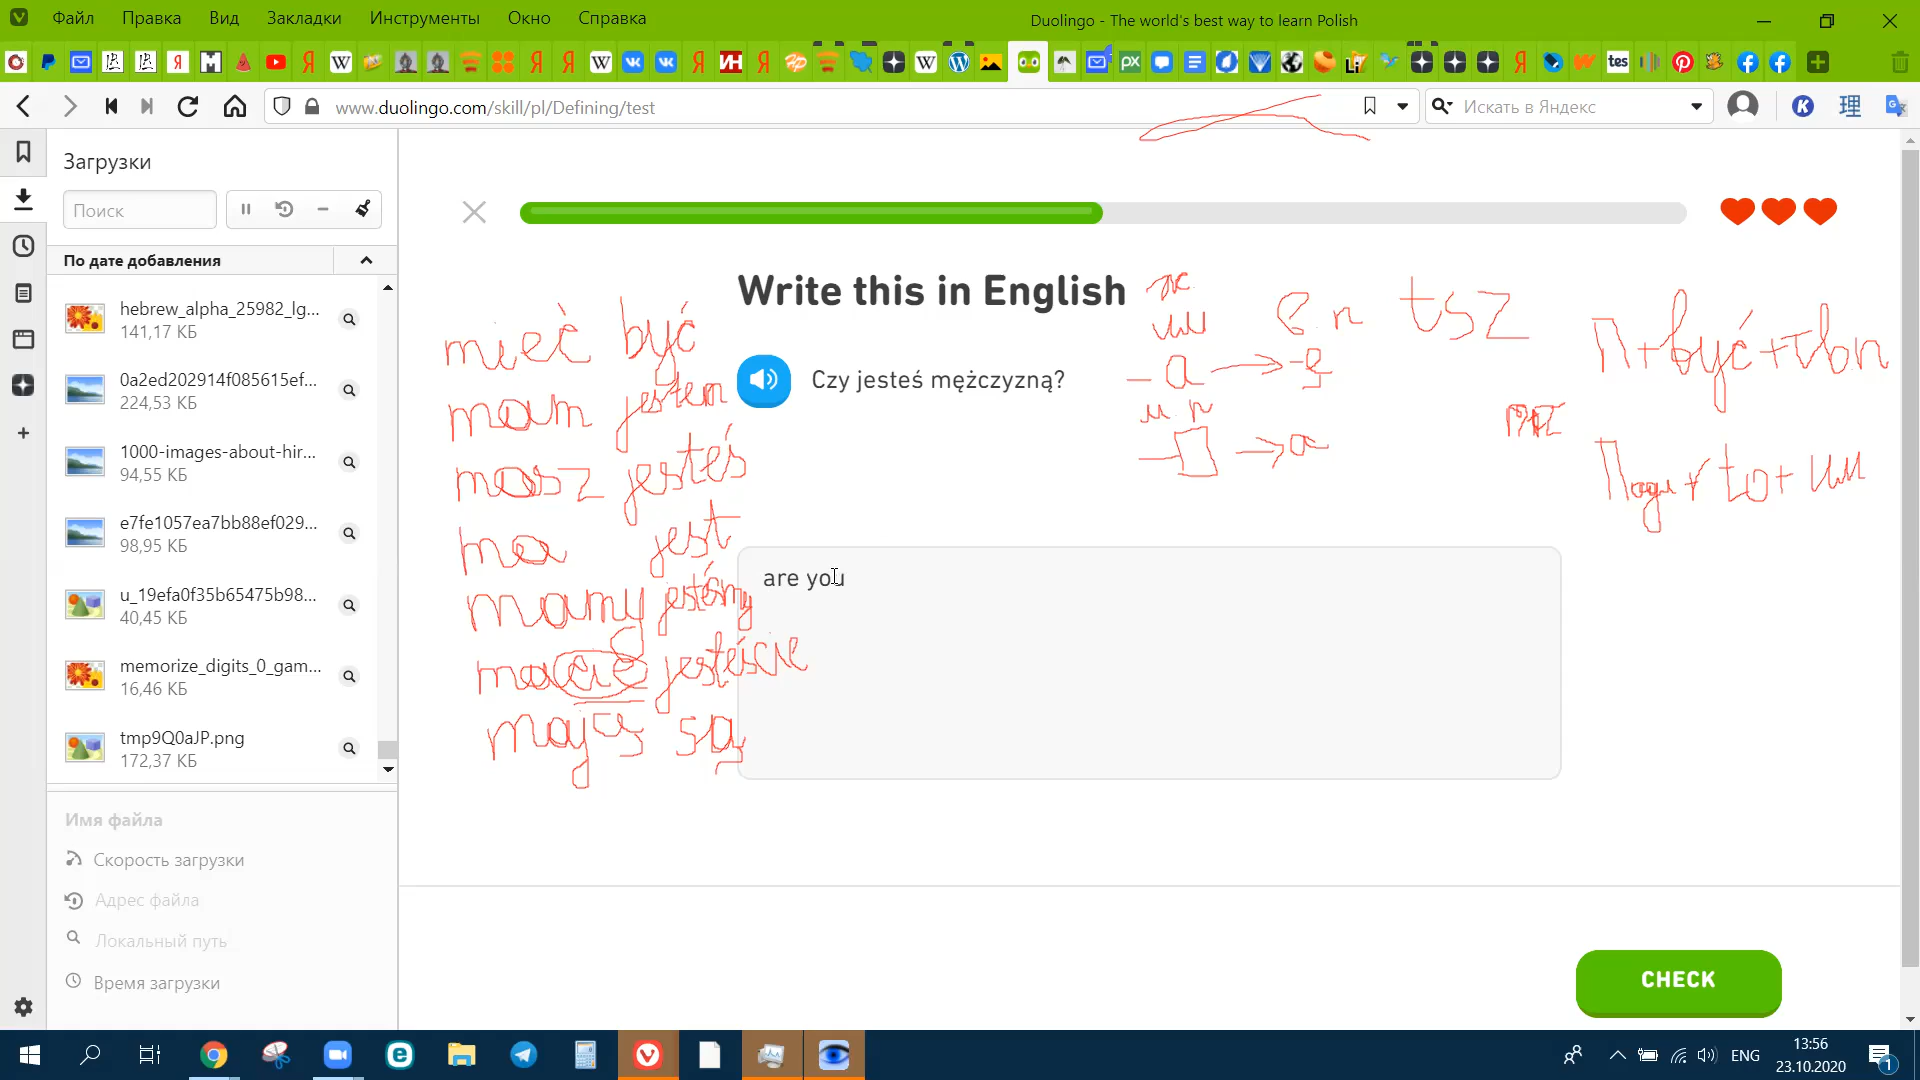 Файл Правка Вид Закладки Инструменты Окно Справка
Duolingo - The world's best way to learn Polish
www.duolingo.com/skill/pl/Defining/test
Искать в Яндекс
Загрузки
Поиск
По дате добавления
hebrew_alpha_25982_lg...
141,17 КБ
0a2ed202914f085615ef...
224,53 КБ
1000-images-about-hir...
94,55 КБ
e7fe1057ea7bb88ef029...
98,95 КБ
u_19efa0f35b65475b98...
40,45 КБ
memorize_digits_0_gam...
16,46 КБ
tmp9Q0aJP.png
172,37 КБ
Имя файла
Скорость загрузки
Адрес файла
Локальный путь
Время загрузки
Write this in English
Czy jesteś mężczyzną?
are you
mieć być
mam jestem
masz jesteś
ma jest
mamy jesteśmy
macie jesteście
mają są
tsz
-a → -ę
→ a
CHECK
ENG
13:56
23.10.2020
1